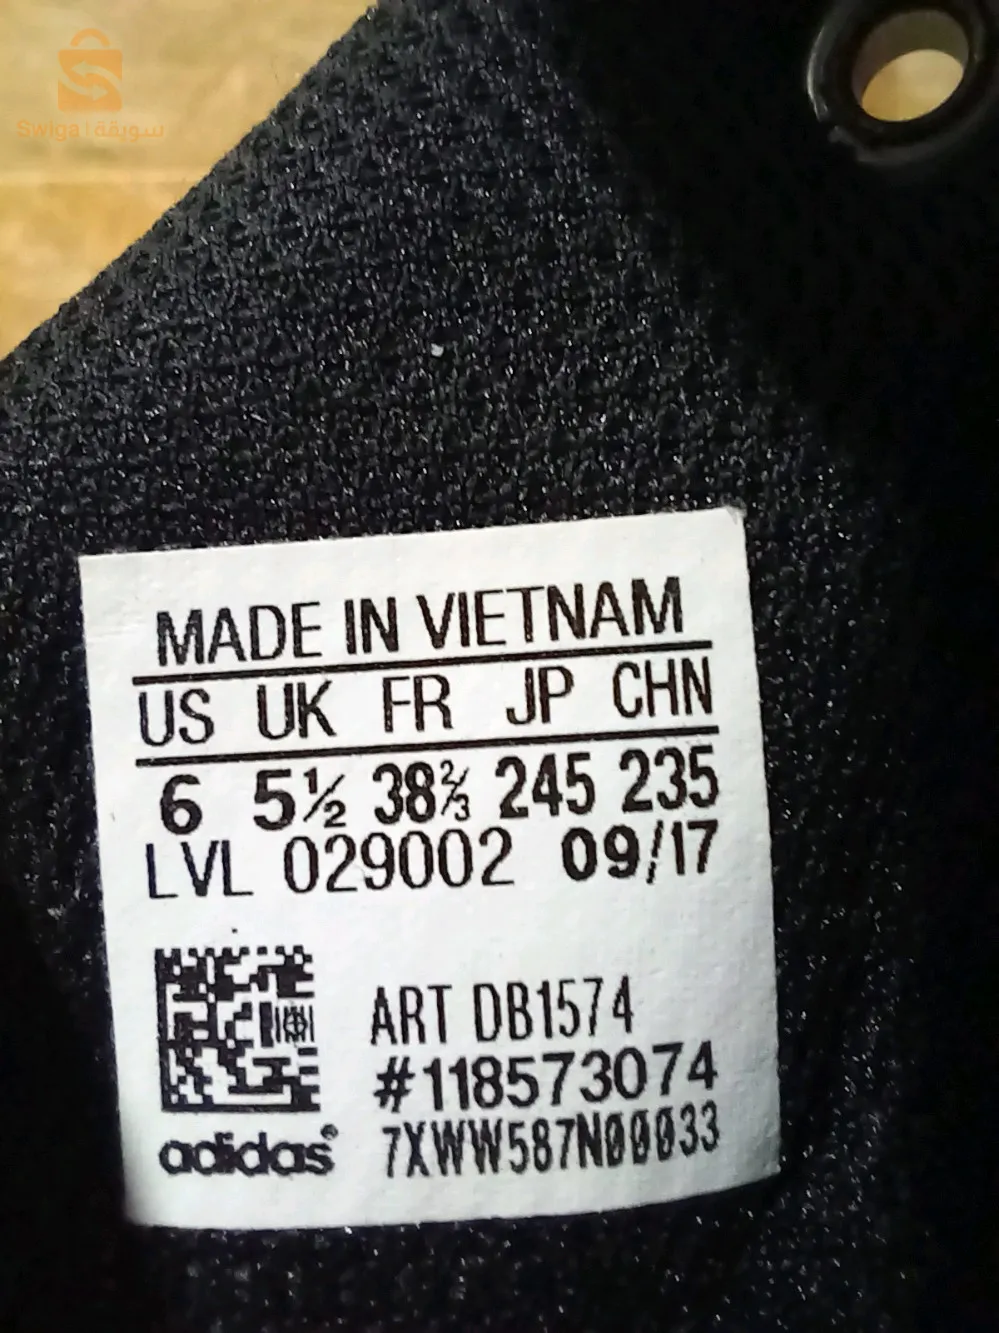 Swiga | سويقة
MADE IN VIETNAM
US UK FR JP CHN
6 5½ 38⅔ 245 235
LVL 029002 09/17
ART DB1574
#118573074
adidas® 7XWW587N00033